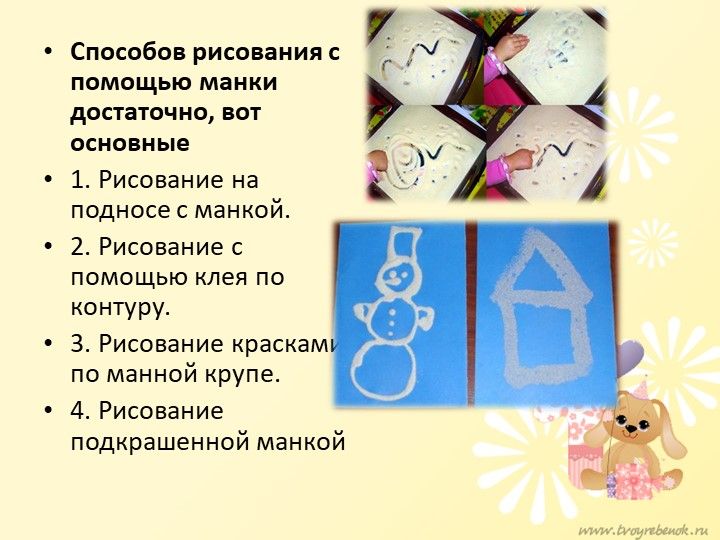 • Способов рисования с
помощью манки
достаточно, вот
основные
• 1. Рисование на
подносе с манкой.
• 2. Рисование с
помощью клея по
контуру.
• 3. Рисование красками
по манной крупе.
• 4. Рисование
подкрашенной манкой
www.tvoyrebenok.ru